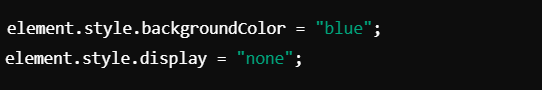 element.style.backgroundColor = "blue";
element.style.display = "none";